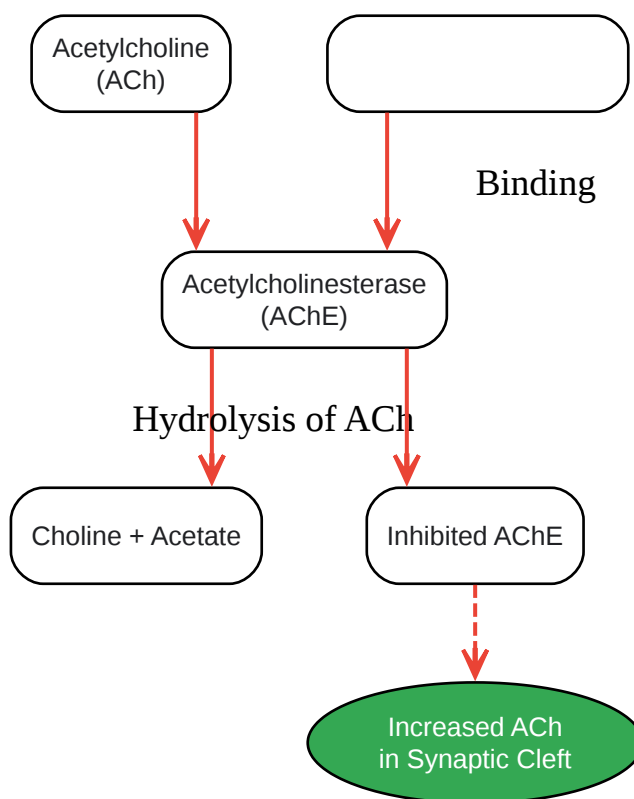 Acetylcholine
(ACh)
Binding
Acetylcholinesterase
(AChE)
Hydrolysis of ACh
Choline + Acetate
Inhibited AChE
Increased ACh
in Synaptic Cleft